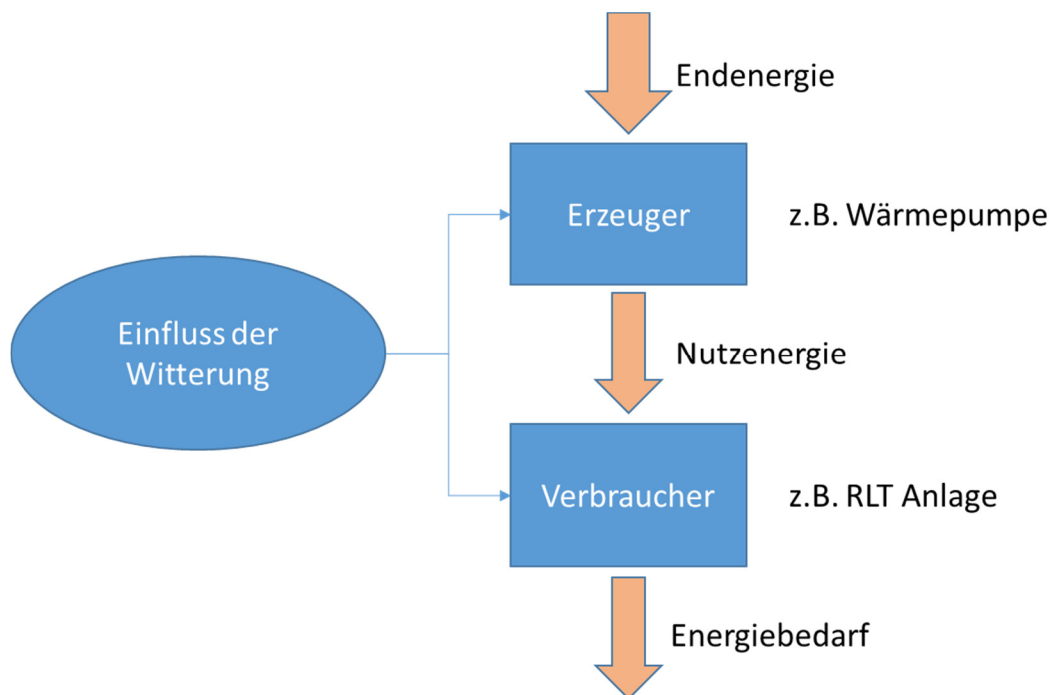 Endenergie
Erzeuger
z.B. Wärmepumpe
Einfluss der
Witterung
Nutzenergie
Verbraucher
z.B. RLT Anlage
Energiebedarf